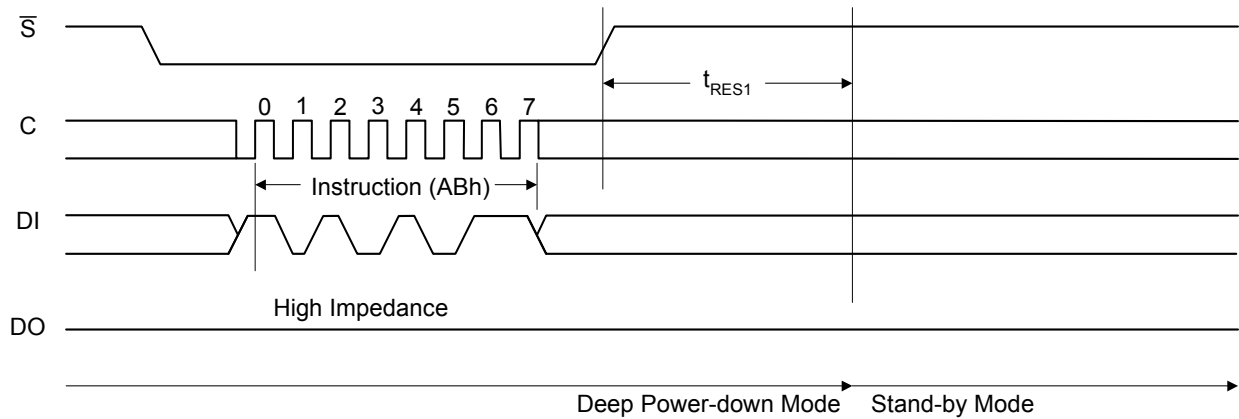 S̅
t_RES1
0 1 2 3 4 5 6 7
C
Instruction (ABh)
DI
High Impedance
DO
Deep Power-down Mode Stand-by Mode